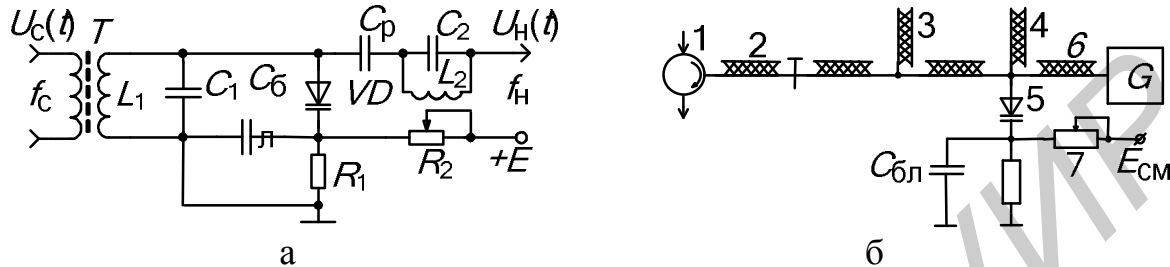 U_C(t) T C_р C_2 U_Н(t)
f_C L_1 C_1 C_б л VD L_2 f_Н
R_1 R_2 +E
а
1 2 3 4 6 G
5
C_бл 7 E_СМ
б
УИР